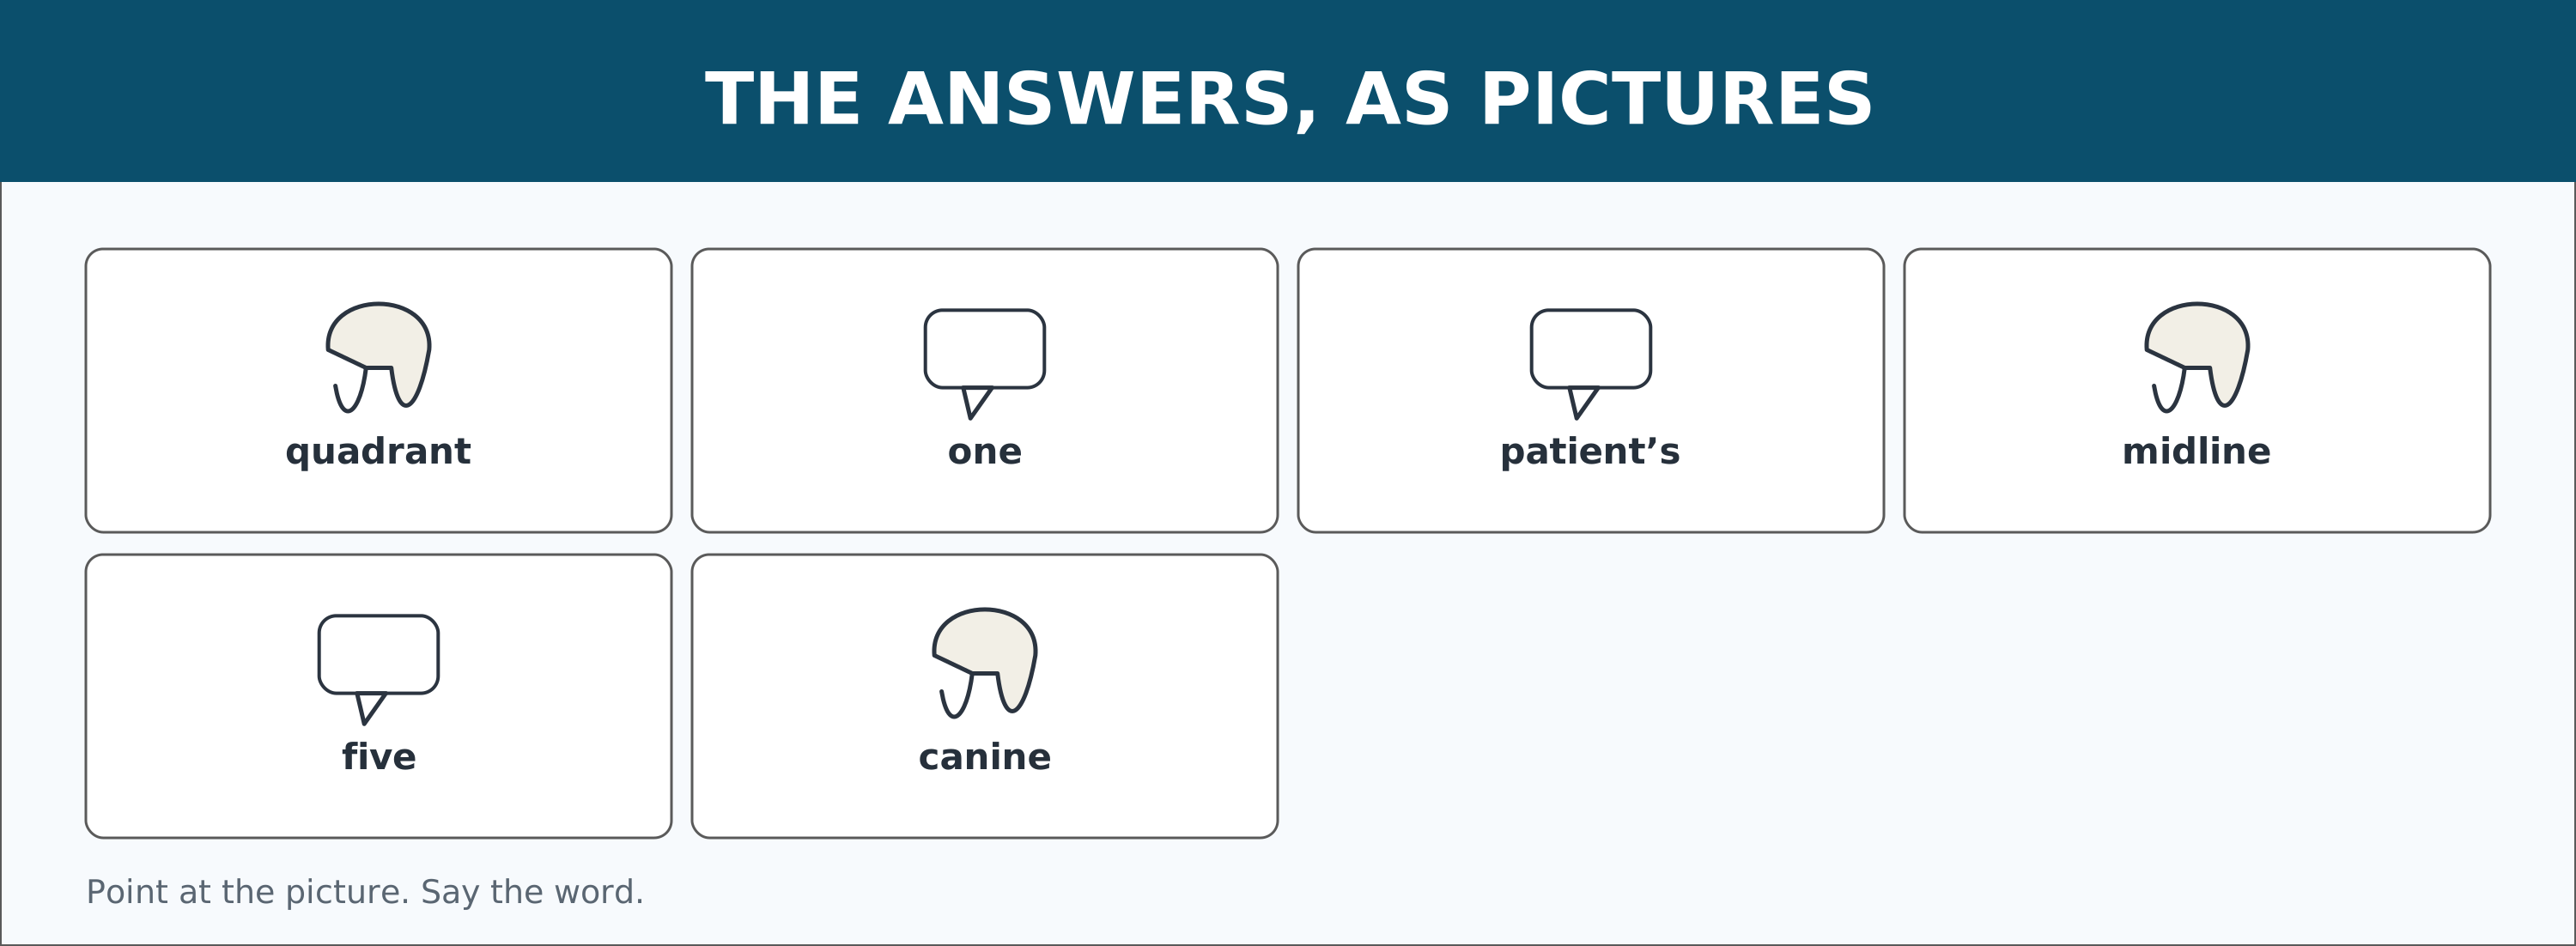 THE ANSWERS, AS PICTURES
quadrant
one
patient’s
midline
five
canine
Point at the picture. Say the word.